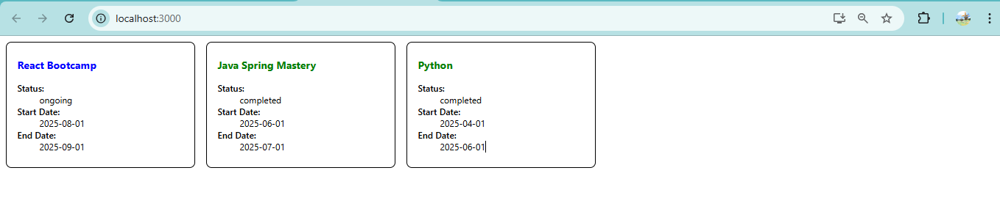 localhost:3000
React Bootcamp
Status:
ongoing
Start Date:
2025-08-01
End Date:
2025-09-01
Java Spring Mastery
Status:
completed
Start Date:
2025-06-01
End Date:
2025-07-01
Python
Status:
completed
Start Date:
2025-04-01
End Date:
2025-06-01